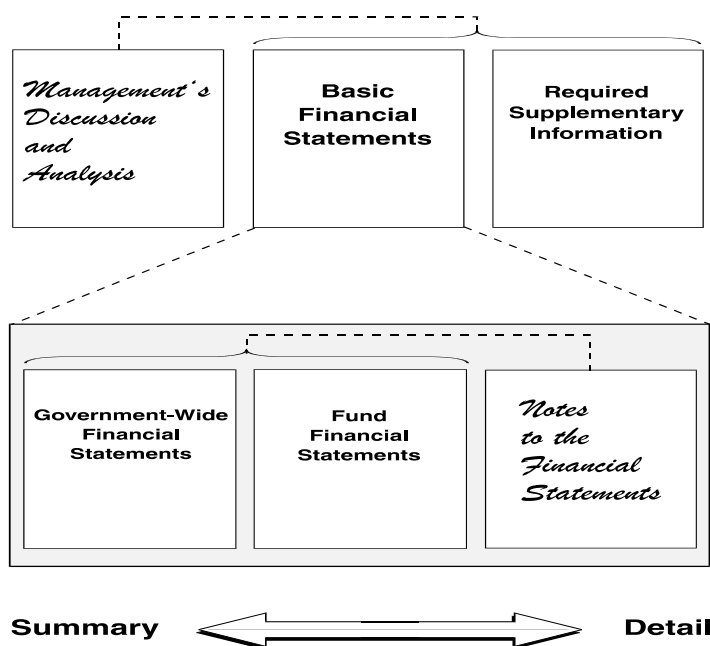 Management's
Discussion
and
Analysis
Basic
Financial
Statements
Required
Supplementary
Information
Government-Wide
Financial
Statements
Fund
Financial
Statements
Notes
to the
Financial
Statements
Summary
Detail